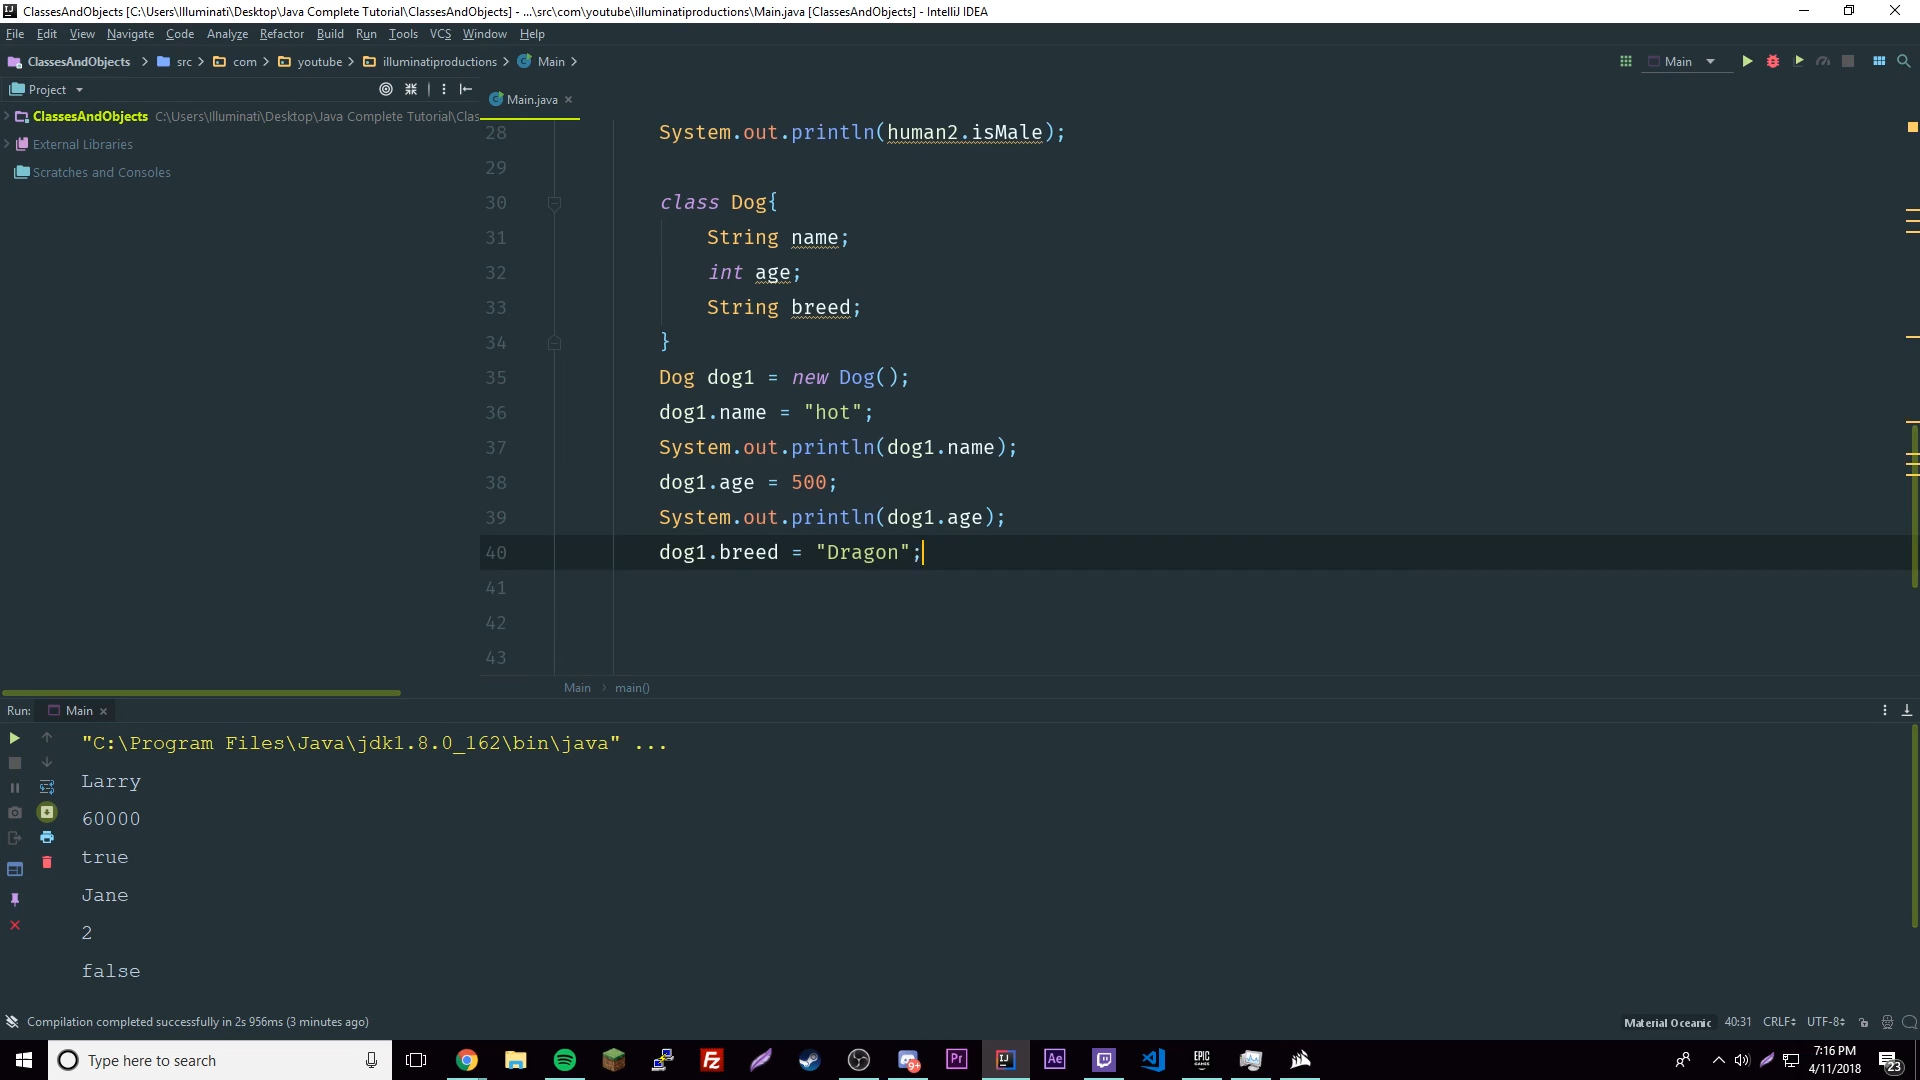 ClassesAndObjects [C:\Users\Illuminati\Desktop\Java Complete Tutorial\ClassesAndObjects] - ...\src\com\youtube\illuminatiproductions\Main.java [ClassesAndObjects] - IntelliJ IDEA
File Edit View Navigate Code Analyze Refactor Build Run Tools VCS Window Help
ClassesAndObjects src com youtube illuminatiproductions Main
Main
Project
Main.java
ClassesAndObjects C:\Users\Illuminati\Desktop\Java Complete Tutorial\Clas
External Libraries
Scratches and Consoles
28 System.out.println(human2.isMale);
29
30 class Dog{
31 String name;
32 int age;
33 String breed;
34 }
35 Dog dog1 = new Dog();
36 dog1.name = "hot";
37 System.out.println(dog1.name);
38 dog1.age = 500;
39 System.out.println(dog1.age);
40 dog1.breed = "Dragon";
41
42
43
Main main()
Run: Main
"C:\Program Files\Java\jdk1.8.0_162\bin\java" ...
Larry
60000
true
Jane
2
false
Compilation completed successfully in 2s 956ms (3 minutes ago)
Material Oceanic 40:31 CRLF UTF-8
Type here to search
Pr
Ae
EPIC GAMES
9+
7:16 PM
4/11/2018
23